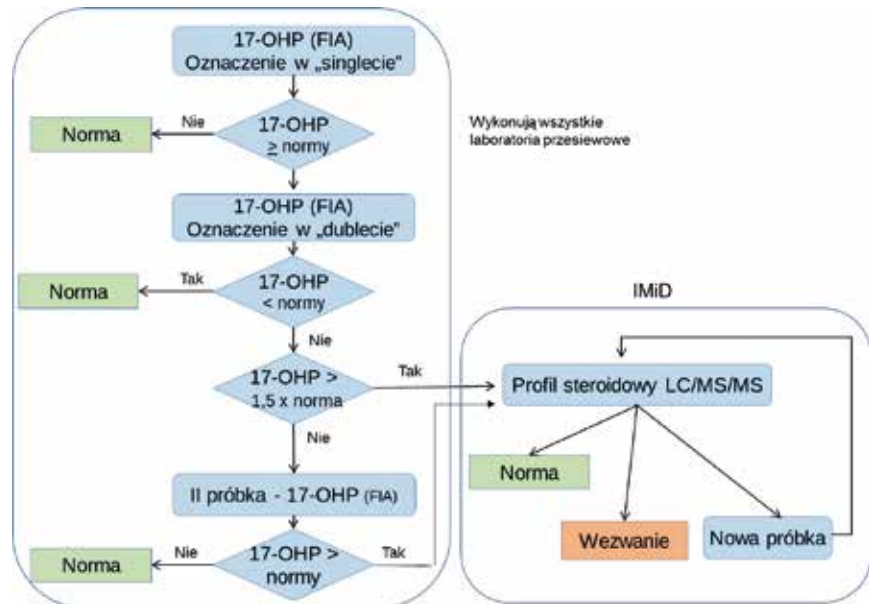 17-OHP (FIA)
Oznaczenie w „singlecie”
Nie
Norma
17-OHP
≥ normy
Wykonują wszystkie
laboratoria przesiewowe
17-OHP (FIA)
Oznaczenie w „dublecie”
Tak
Norma
17-OHP
< normy
Nie
17-OHP >
1,5 x norma
Tak
Nie
II próbka - 17-OHP (FIA)
Nie
Norma
17-OHP >
normy
Tak
IMiD
Profil steroidowy LC/MS/MS
Norma
Wezwanie
Nowa próbka